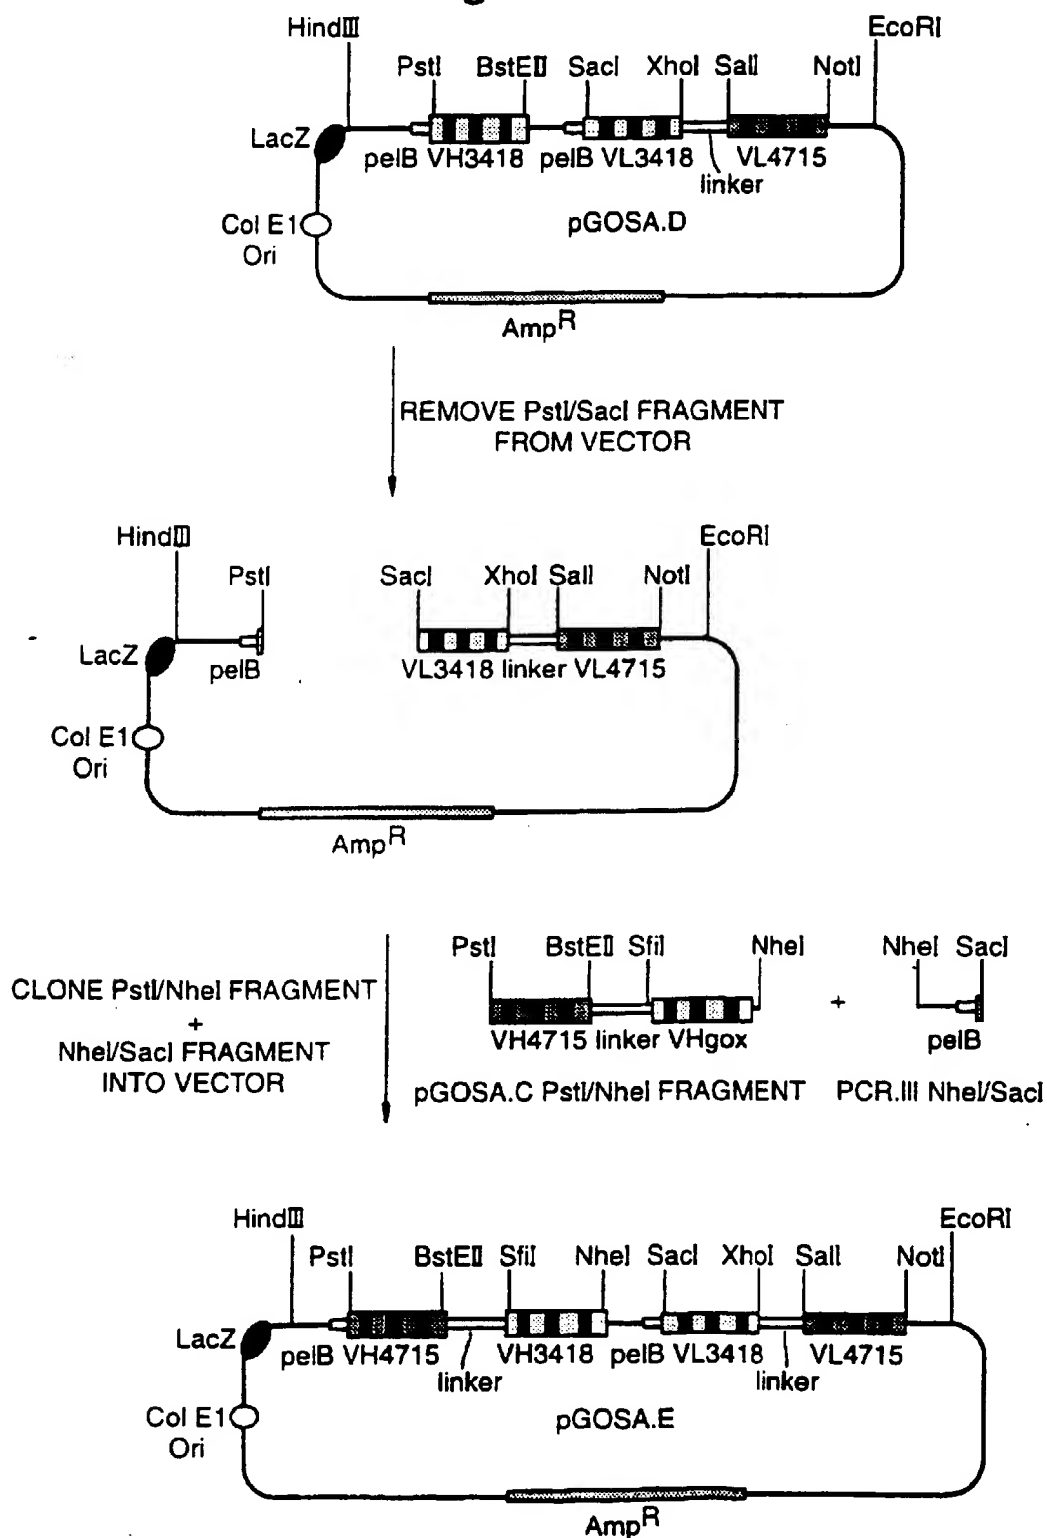 HindIII
EcoRI
PstI BstEII SacI XhoI SalI NotI
LacZ
pelB VH3418 pelB VL3418 VL4715
linker
Col E1
Ori
pGOSA.D
AmpR
REMOVE PstI/SacI FRAGMENT
FROM VECTOR
HindIII
EcoRI
PstI SacI XhoI SalI NotI
LacZ
pelB VL3418 linker VL4715
Col E1
Ori
AmpR
CLONE PstI/NheI FRAGMENT
+
NheI/SacI FRAGMENT
INTO VECTOR
PstI BstEII SfiI NheI NheI SacI
+
VH4715 linker VHgox pelB
pGOSA.C PstI/NheI FRAGMENT PCR.III NheI/SacI
HindIII
EcoRI
PstI BstEII SfiI NheI SacI XhoI SalI NotI
LacZ
pelB VH4715 VH3418 pelB VL3418 VL4715
linker linker
Col E1
Ori
pGOSA.E
AmpR